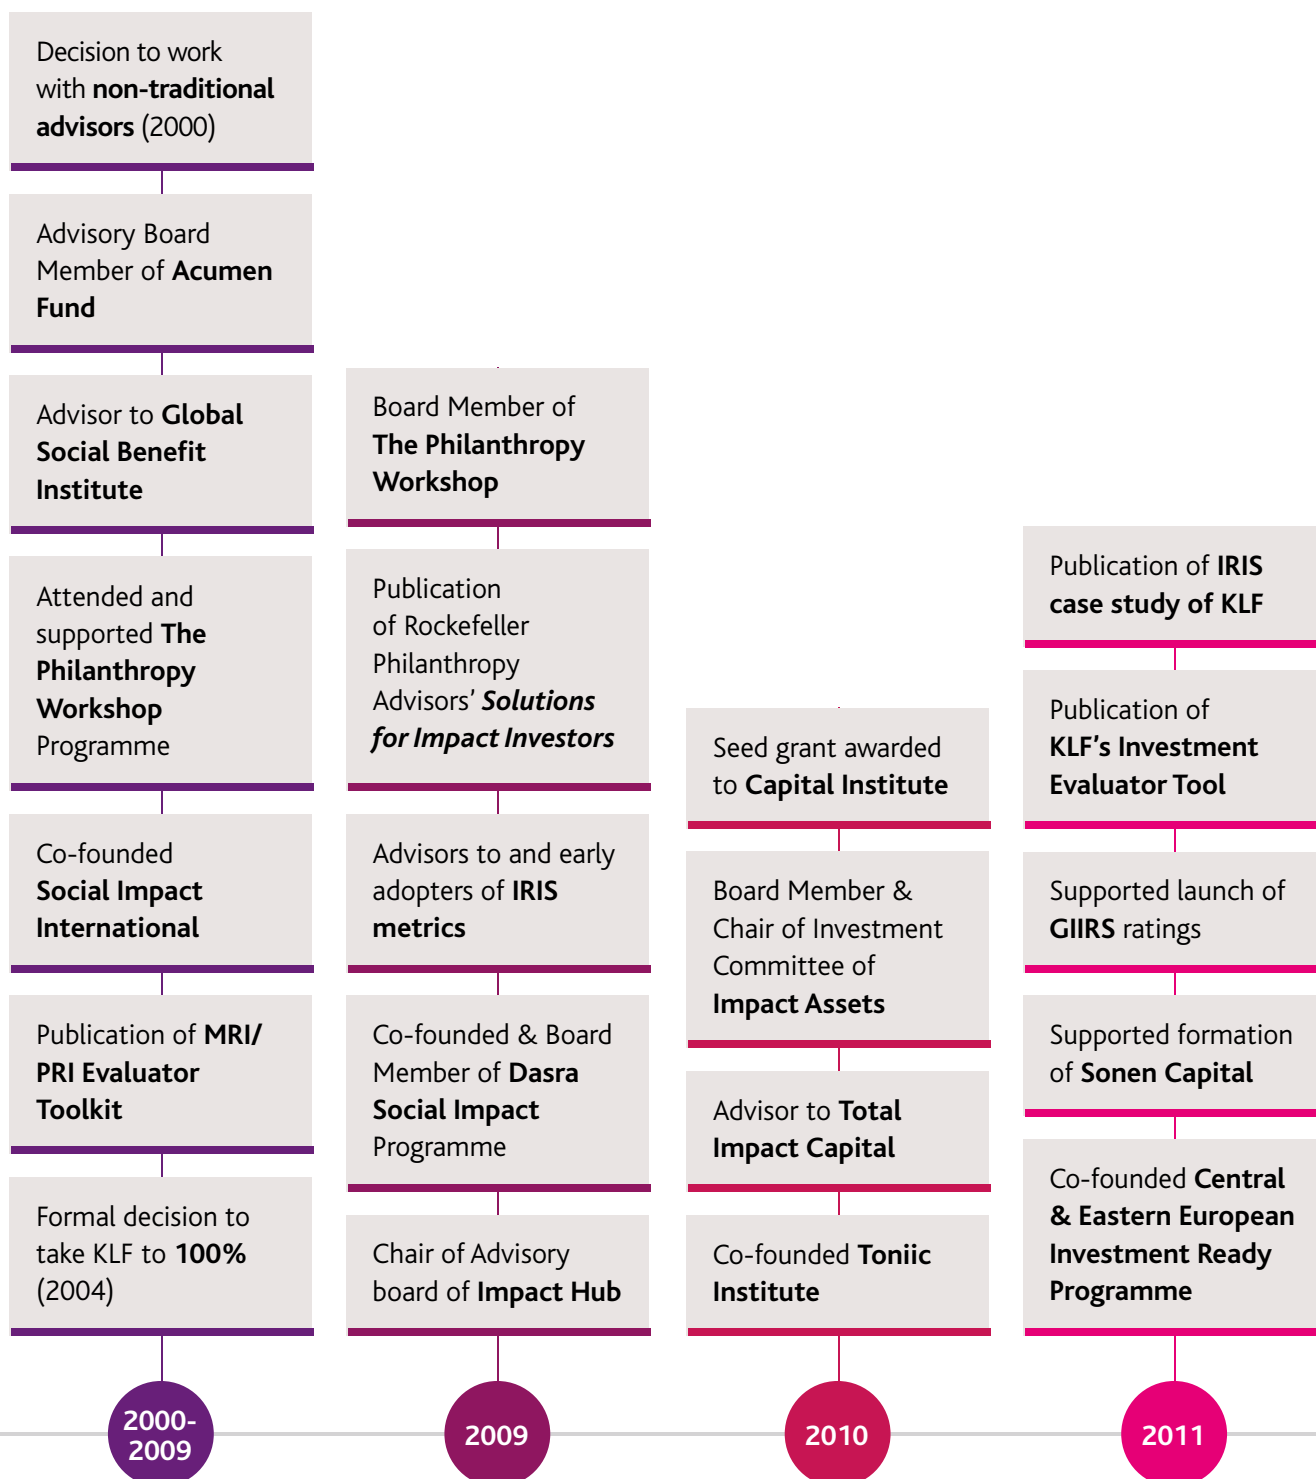 Decision to work
with non-traditional
advisors (2000)
Advisory Board
Member of Acumen
Fund
Advisor to Global
Social Benefit
Institute
Attended and
supported The
Philanthropy
Workshop
Programme
Co-founded
Social Impact
International
Publication of MRI/
PRI Evaluator
Toolkit
Formal decision to
take KLF to 100%
(2004)
2000-
2009
Board Member of
The Philanthropy
Workshop
Publication
of Rockefeller
Philanthropy
Advisors’ Solutions
for Impact Investors
Advisors to and early
adopters of IRIS
metrics
Co-founded & Board
Member of Dasra
Social Impact
Programme
Chair of Advisory
board of Impact Hub
2009
Seed grant awarded
to Capital Institute
Board Member &
Chair of Investment
Committee of
Impact Assets
Advisor to Total
Impact Capital
Co-founded Toniic
Institute
2010
Publication of IRIS
case study of KLF
Publication of
KLF’s Investment
Evaluator Tool
Supported launch of
GIIRS ratings
Supported formation
of Sonen Capital
Co-founded Central
& Eastern European
Investment Ready
Programme
2011